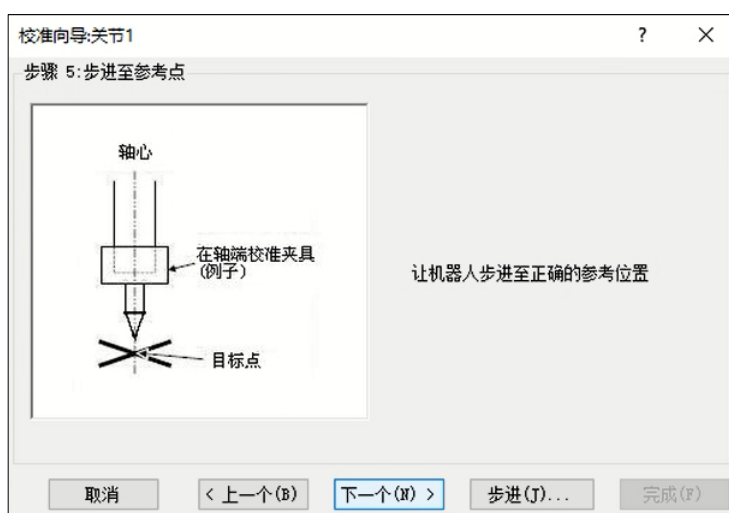 校准向导:关节1
? ×
步骤 5:步进至参考点
轴心
在轴端校准夹具
(例子)
目标点
让机器人步进至正确的参考位置
取消
< 上一个(B)
下一个(N) >
步进(J)...
完成(F)